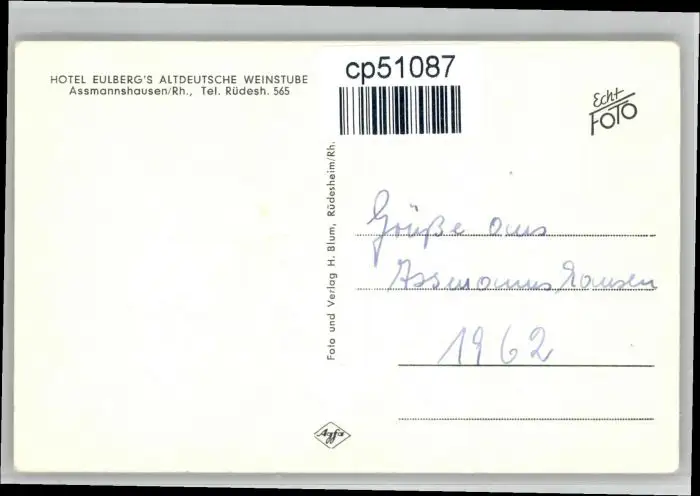 HOTEL EULBERG'S ALTDEUTSCHE WEINSTUBE
Assmannshausen/Rh., Tel. Rüdesh. 565
cp51087
Echt
FOTO
Foto und Verlag H. Blum, Rüdesheim/Rh.
Grüße aus
Assmannshausen
1962
Agfa